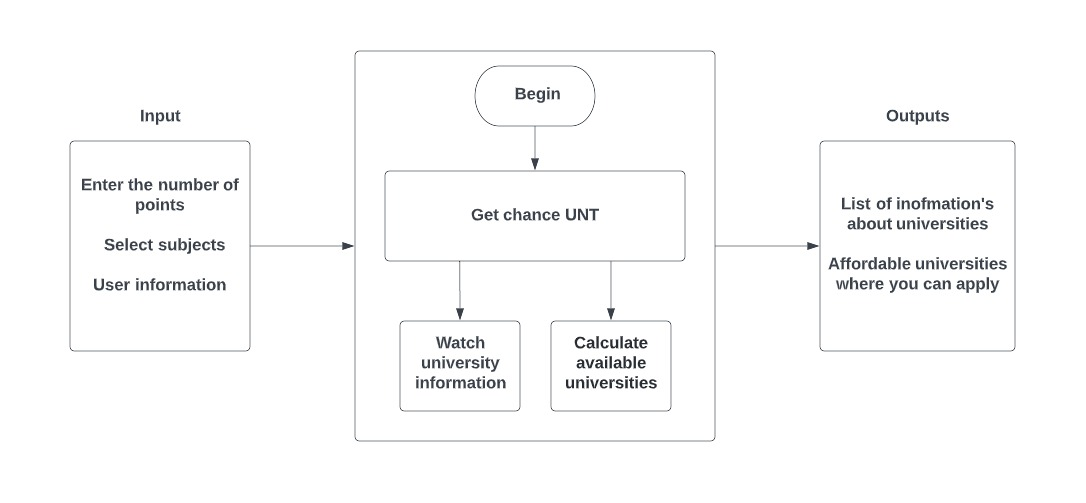 Input
Enter the number of
points
Select subjects
User information
Begin
Get chance UNT
Watch
university
information
Calculate
available
universities
Outputs
List of inofmation's
about universities
Affordable universities
where you can apply